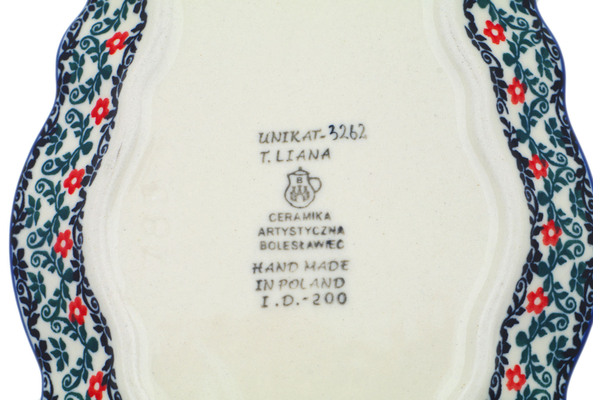 UNIKAT-3262
T. LIANA
B
CERAMIKA
ARTYSTYCZNA
BOLESŁAWIEC
HAND MADE
IN POLAND
I.D.-200